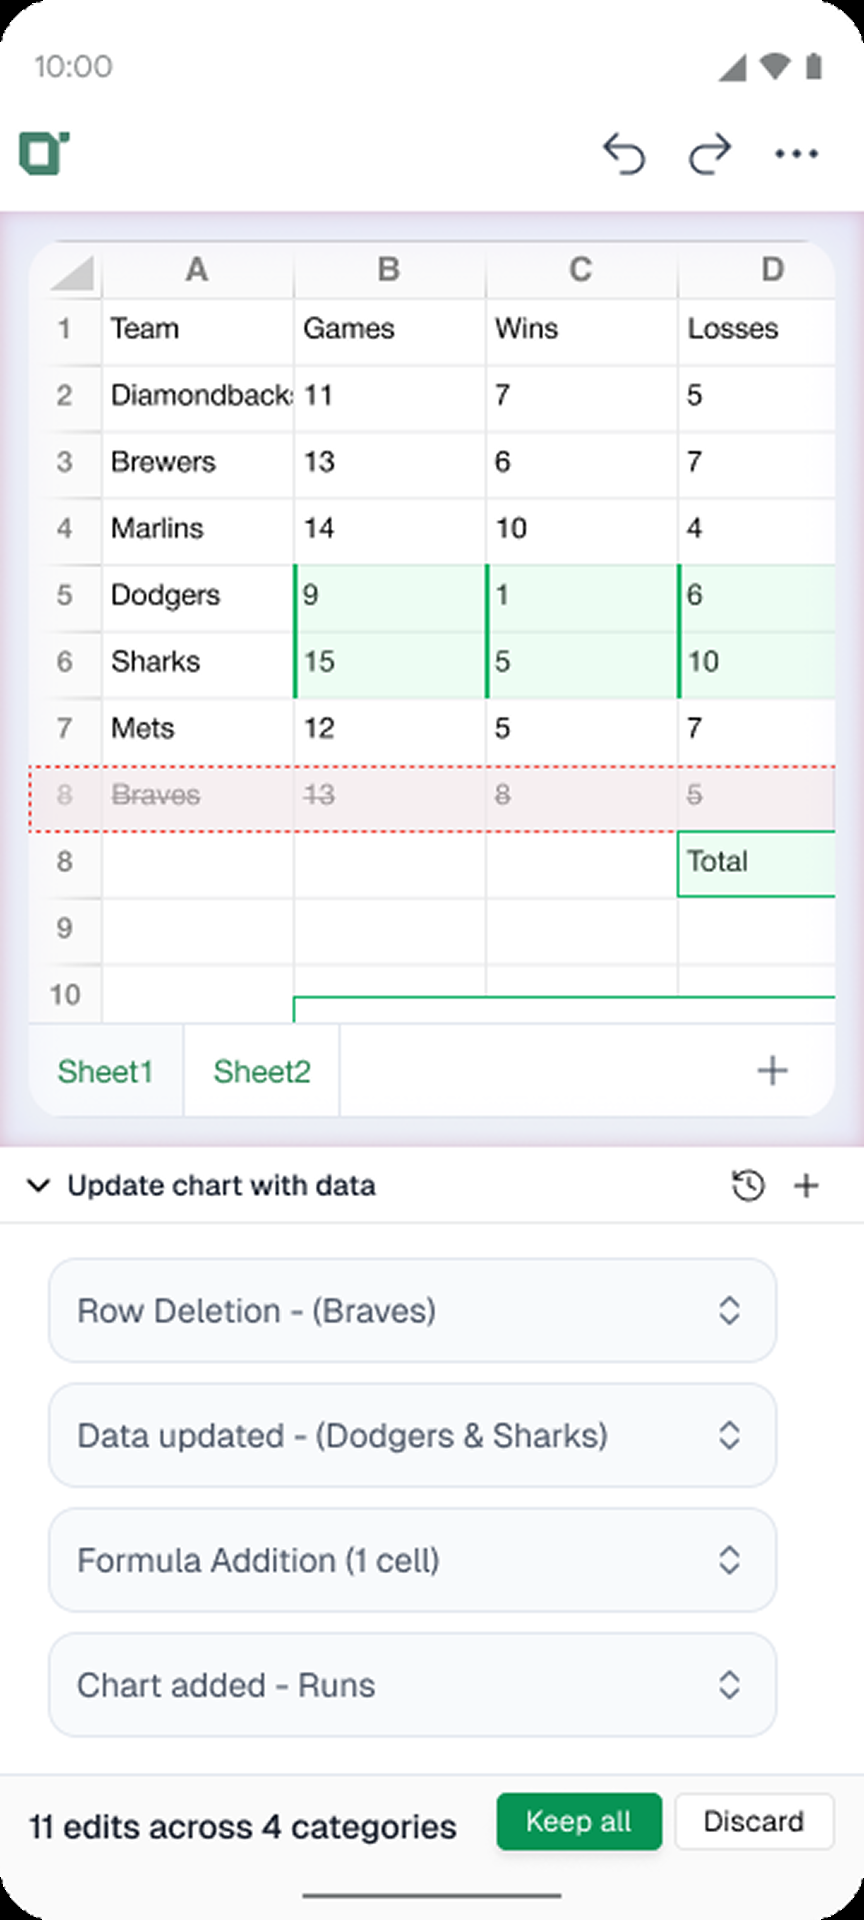 10:00
A B C D
1 Team Games Wins Losses
2 Diamondbacks 11 7 5
3 Brewers 13 6 7
4 Marlins 14 10 4
5 Dodgers 9 1 6
6 Sharks 15 5 10
7 Mets 12 5 7
8 Braves 13 8 5
8 Total
9
10
Sheet1 Sheet2 +
Update chart with data
Row Deletion - (Braves)
Data updated - (Dodgers & Sharks)
Formula Addition (1 cell)
Chart added - Runs
11 edits across 4 categories Keep all Discard